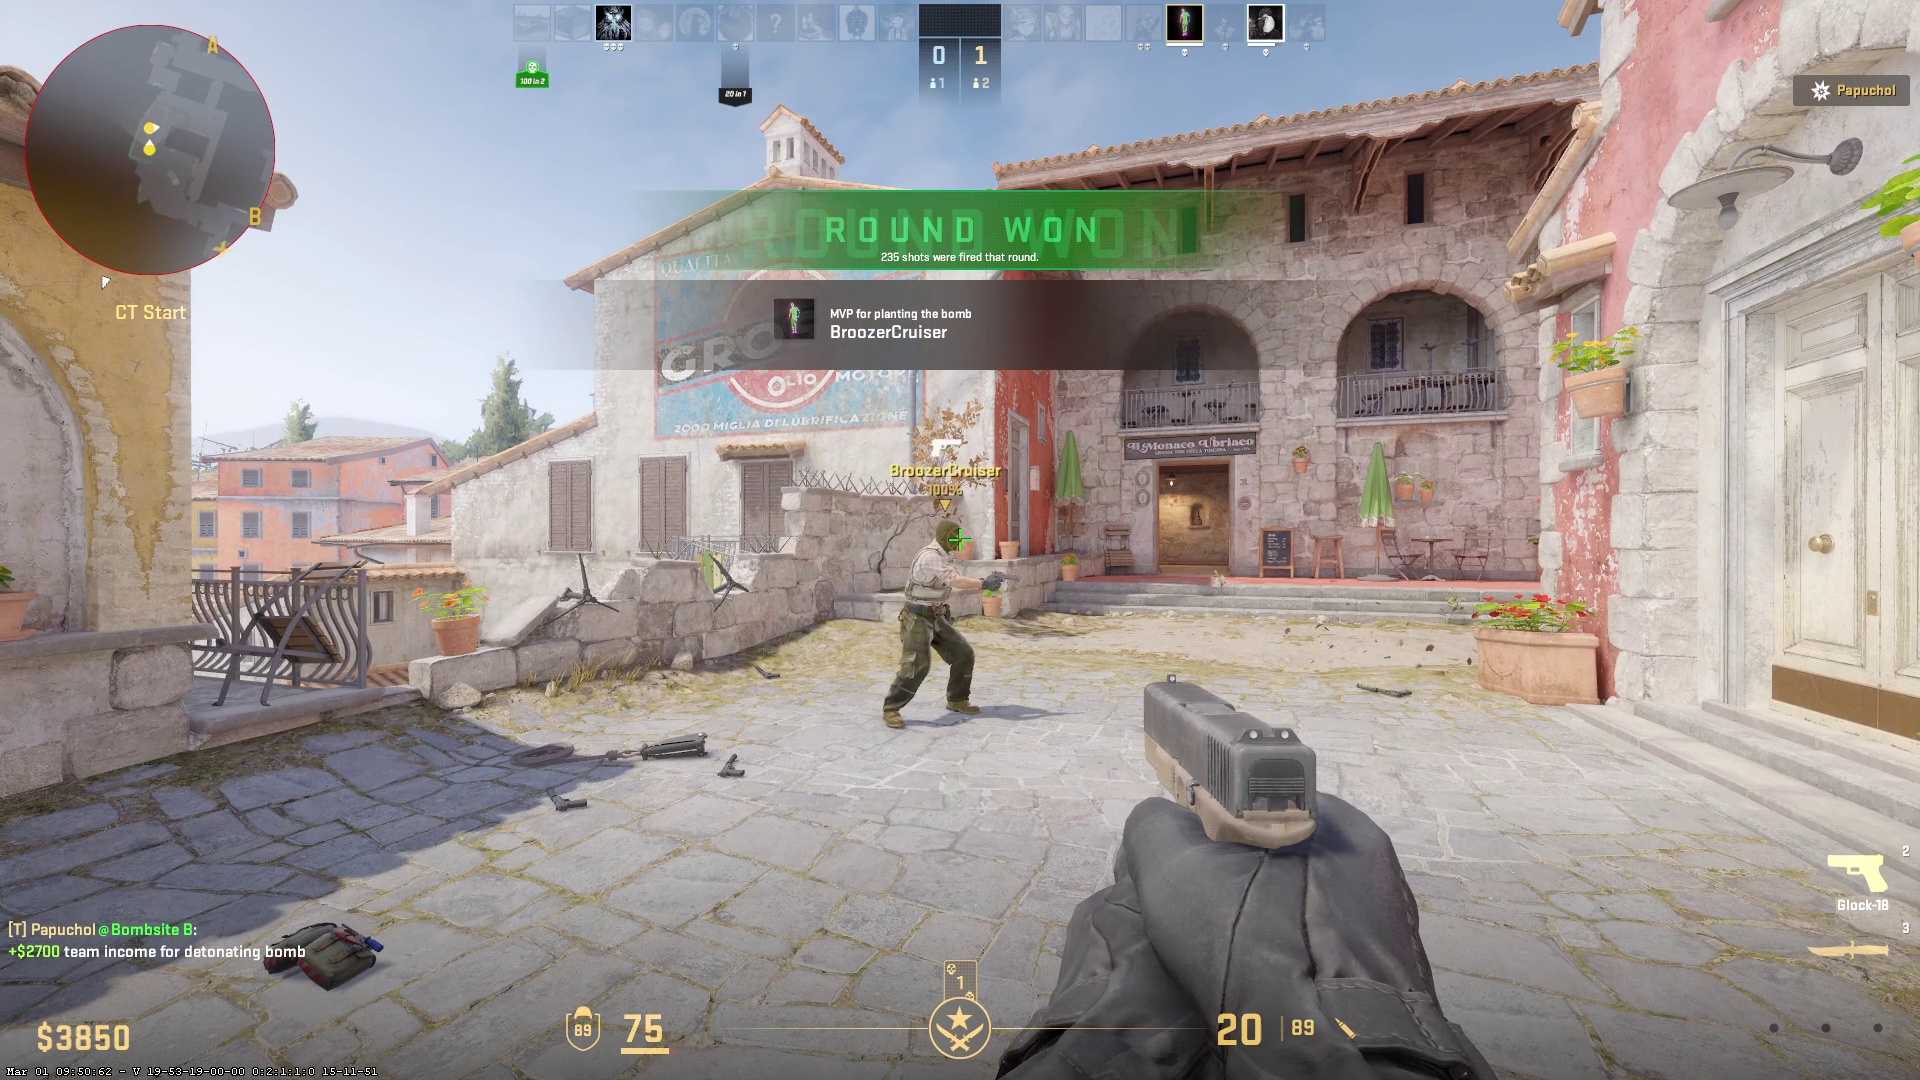 A
B
CT Start
100 in 2
20 in 1
?
0 1
1 2
Papuchol
ROUND WON
235 shots were fired that round.
MVP for planting the bomb
BroozerCruiser
QUALITA
GRO
OLIO MOTOR
2000 MIGLIA DI LUBRIFICAZIONE
Il Monaco Ubriaco
BroozerCruiser
100%
2
Glock-18
3
[T] Papuchol @ Bombsite B:
+$2700 team income for detonating bomb
1
$3850
89 75
20 | 89
Mar 01 09:50:62 - V 19-53-19-00-00 0:2:1:1:0 15-11-51